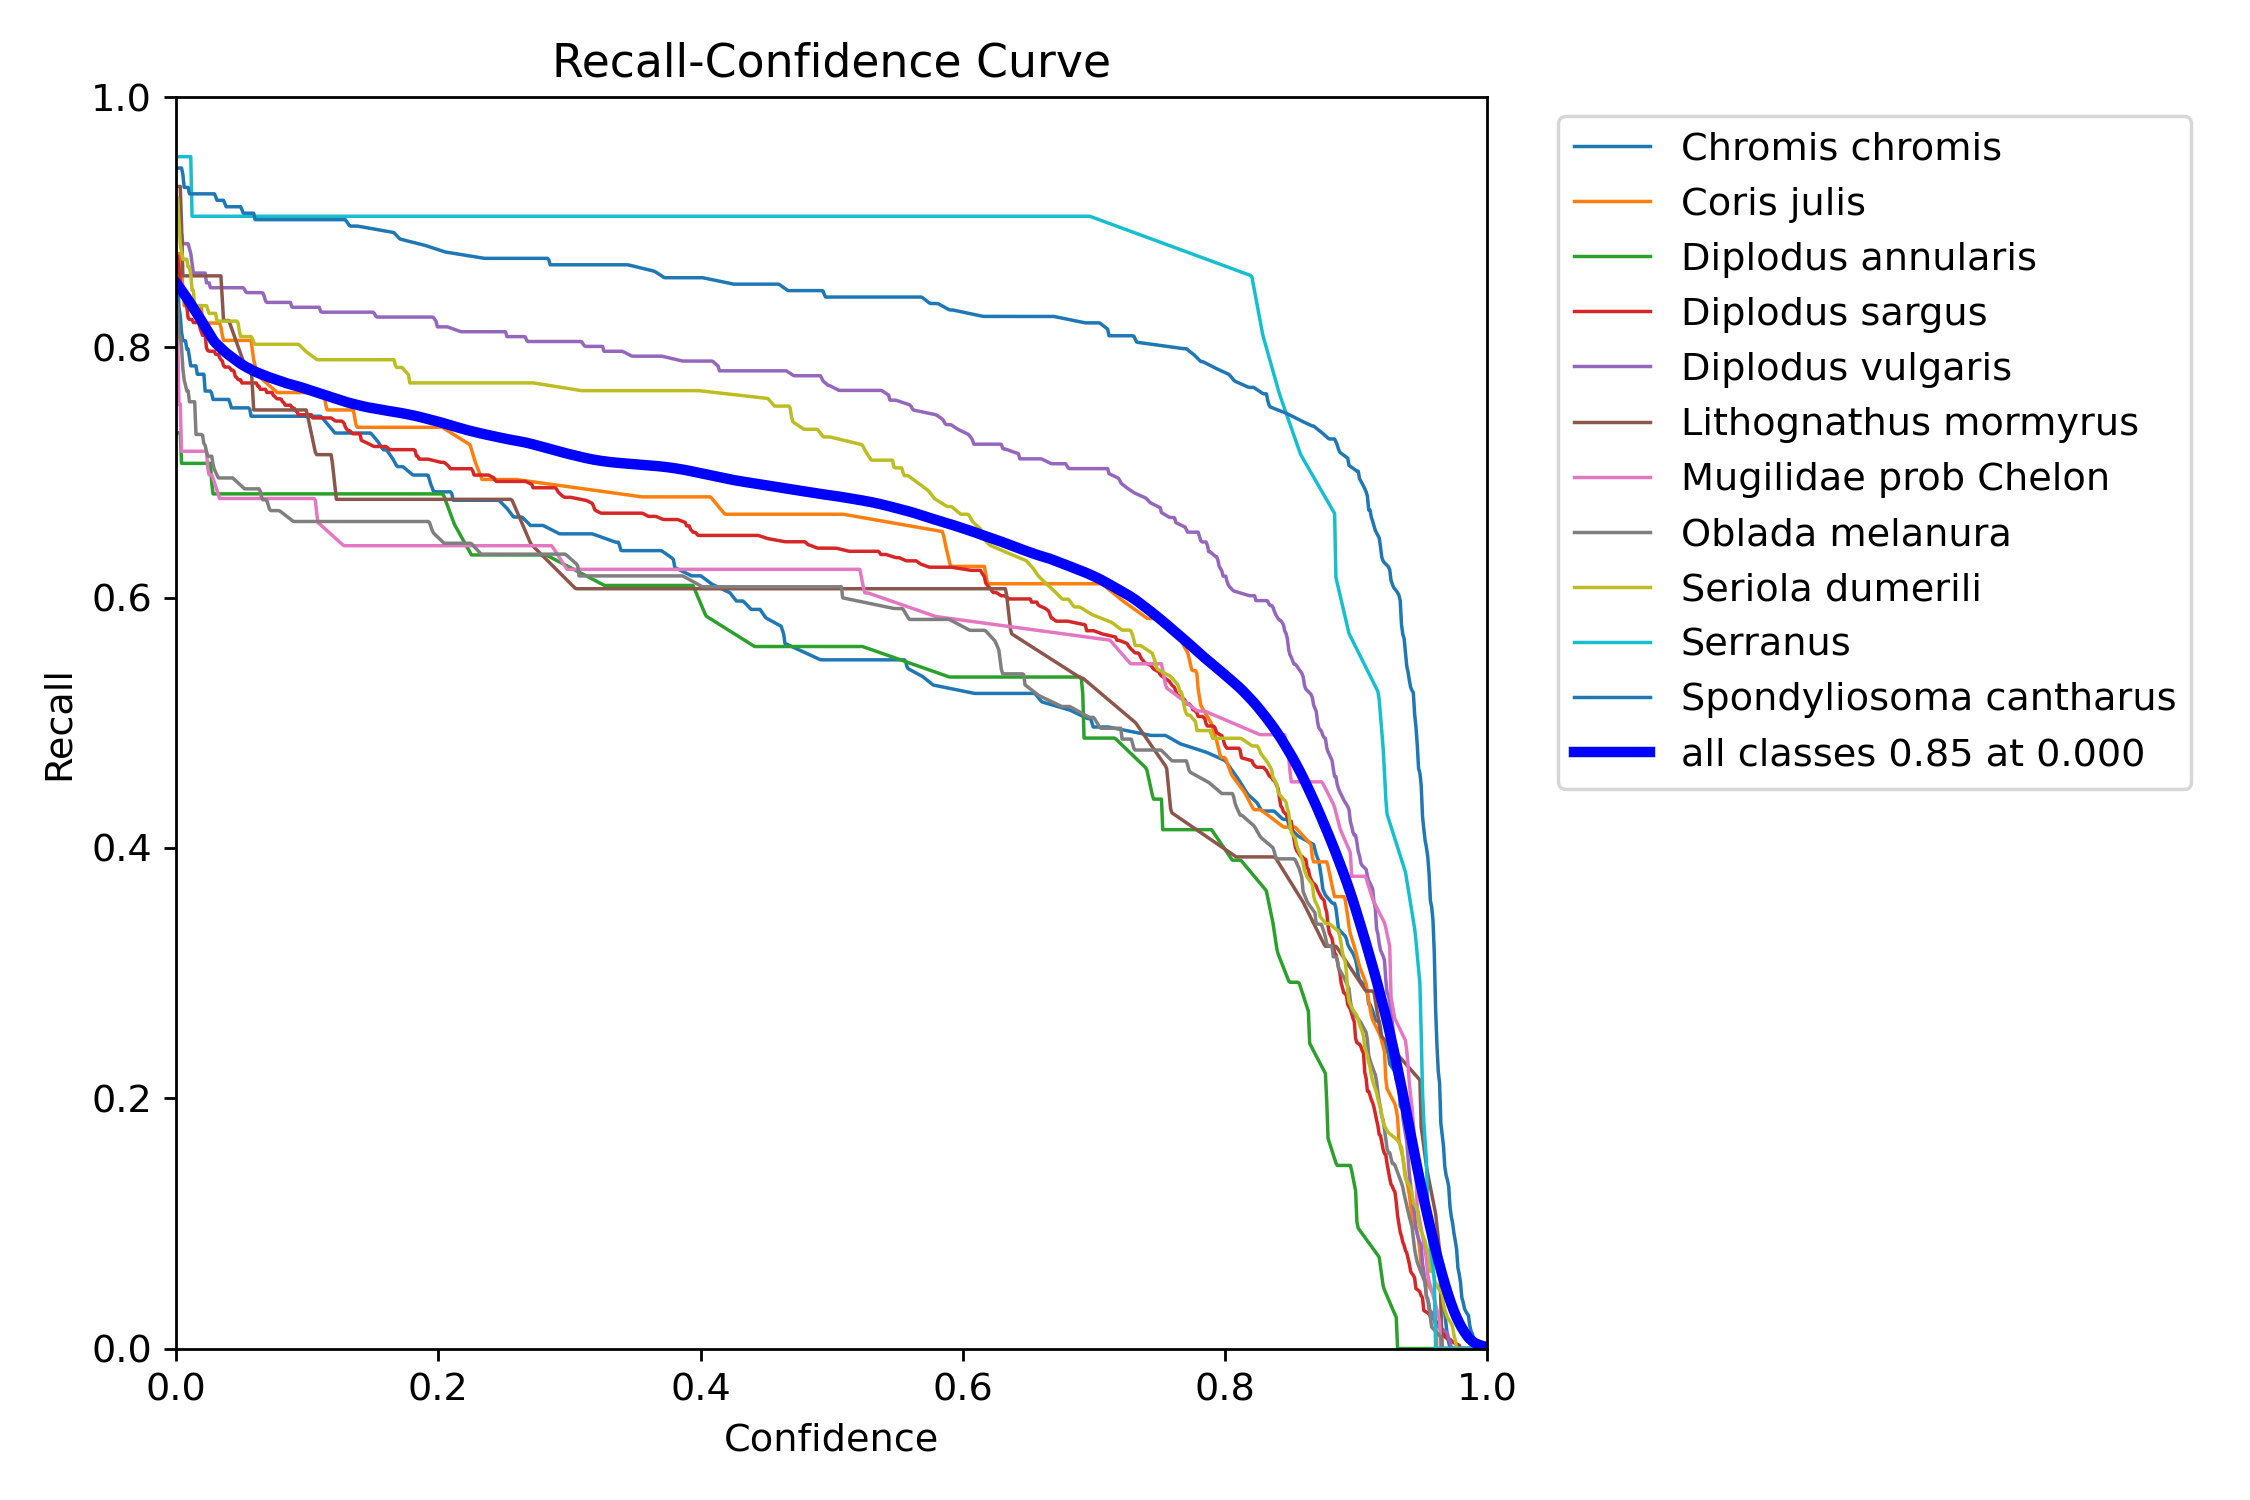 Recall-Confidence Curve
1.0
0.8
0.6
0.4
0.2
0.0
Recall
0.0 0.2 0.4 0.6 0.8 1.0
Confidence
Chromis chromis
Coris julis
Diplodus annularis
Diplodus sargus
Diplodus vulgaris
Lithognathus mormyrus
Mugilidae prob Chelon
Oblada melanura
Seriola dumerili
Serranus
Spondyliosoma cantharus
all classes 0.85 at 0.000